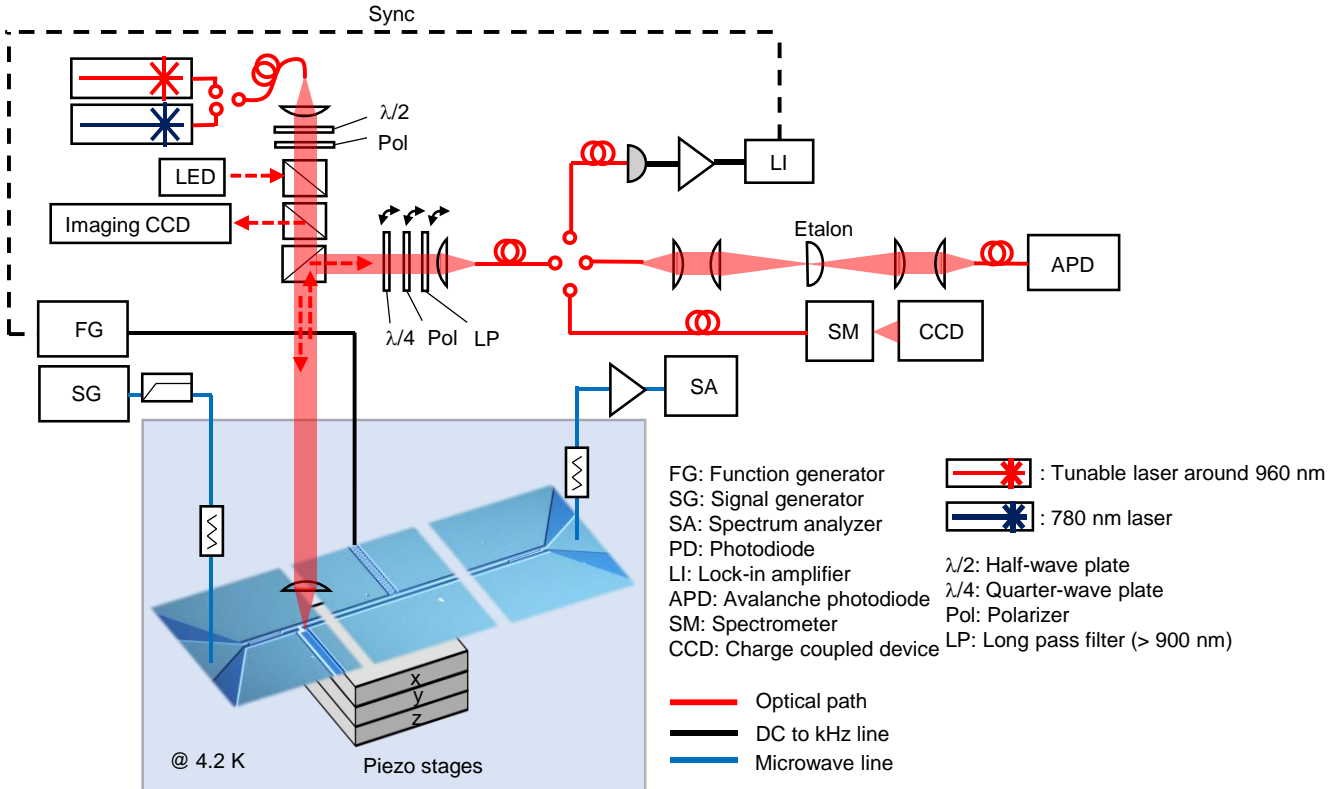 Sync
λ/2
Pol
LED
LI
Imaging CCD
Etalon
APD
FG
λ/4 Pol LP
SM
CCD
SG
SA
FG: Function generator
SG: Signal generator
SA: Spectrum analyzer
PD: Photodiode
LI: Lock-in amplifier
APD: Avalanche photodiode
SM: Spectrometer
CCD: Charge coupled device
: Tunable laser around 960 nm
: 780 nm laser
λ/2: Half-wave plate
λ/4: Quarter-wave plate
Pol: Polarizer
LP: Long pass filter (> 900 nm)
x
y
z
@ 4.2 K
Piezo stages
Optical path
DC to kHz line
Microwave line